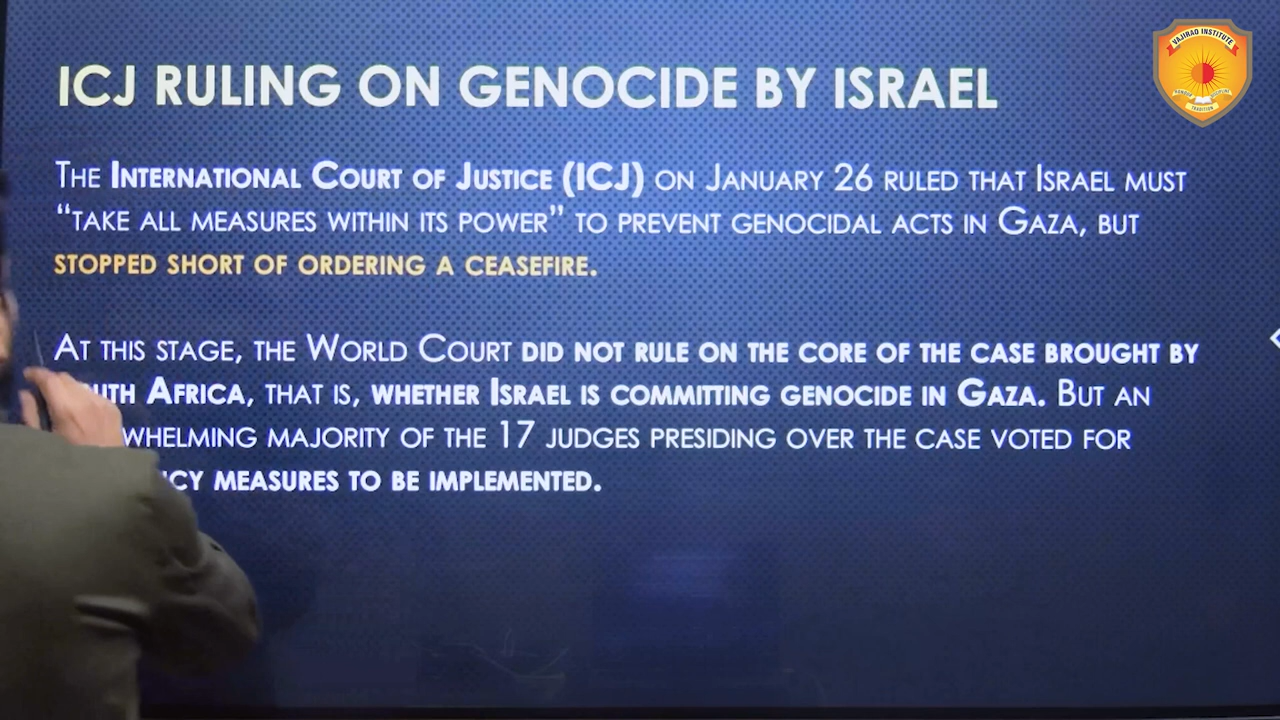 ICJ RULING ON GENOCIDE BY ISRAEL
THE INTERNATIONAL COURT OF JUSTICE (ICJ) ON JANUARY 26 RULED THAT ISRAEL MUST
“TAKE ALL MEASURES WITHIN ITS POWER” TO PREVENT GENOCIDAL ACTS IN GAZA, BUT
STOPPED SHORT OF ORDERING A CEASEFIRE.
AT THIS STAGE, THE WORLD COURT DID NOT RULE ON THE CORE OF THE CASE BROUGHT BY
AFRICA, THAT IS, WHETHER ISRAEL IS COMMITTING GENOCIDE IN GAZA. BUT AN
MAJORITY OF THE 17 JUDGES PRESIDING OVER THE CASE VOTED FOR
MEASURES TO BE IMPLEMENTED.
VAJIRAO INSTITUTE
TRADITION